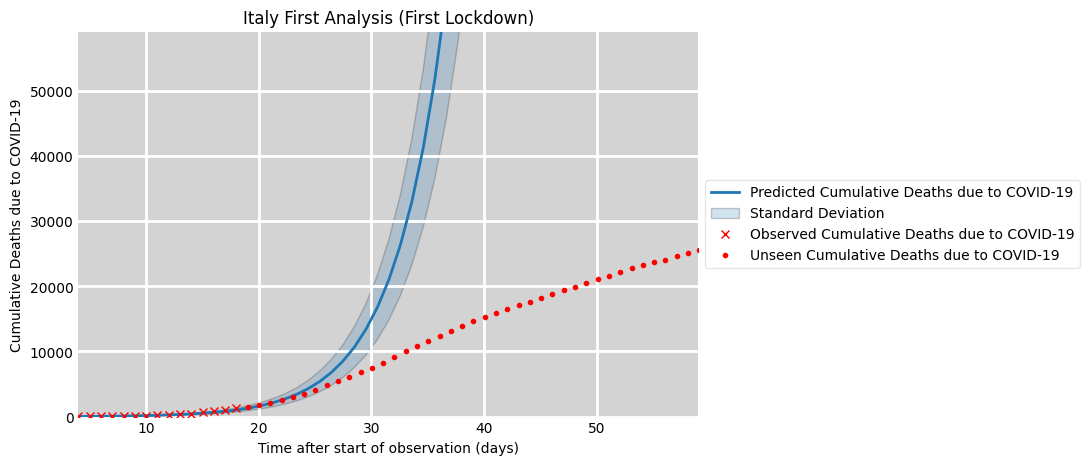 Italy First Analysis (First Lockdown)
Cumulative Deaths due to COVID-19
50000
40000
30000
20000
10000
0
10
20
30
40
50
Time after start of observation (days)
Predicted Cumulative Deaths due to COVID-19
Standard Deviation
Observed Cumulative Deaths due to COVID-19
Unseen Cumulative Deaths due to COVID-19